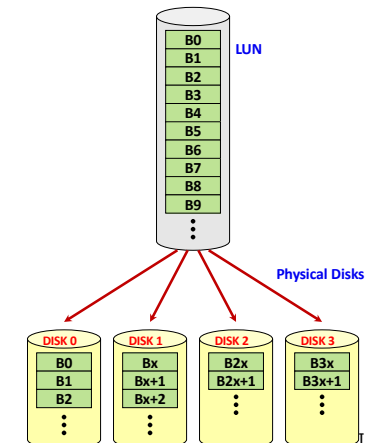 B0
LUN
B1
B2
B3
B4
B5
B6
B7
B8
B9
Physical Disks
DISK 0 DISK 1 DISK 2 DISK 3
B0 Bx B2x B3x
B1 Bx+1 B2x+1 B3x+1
B2 Bx+2